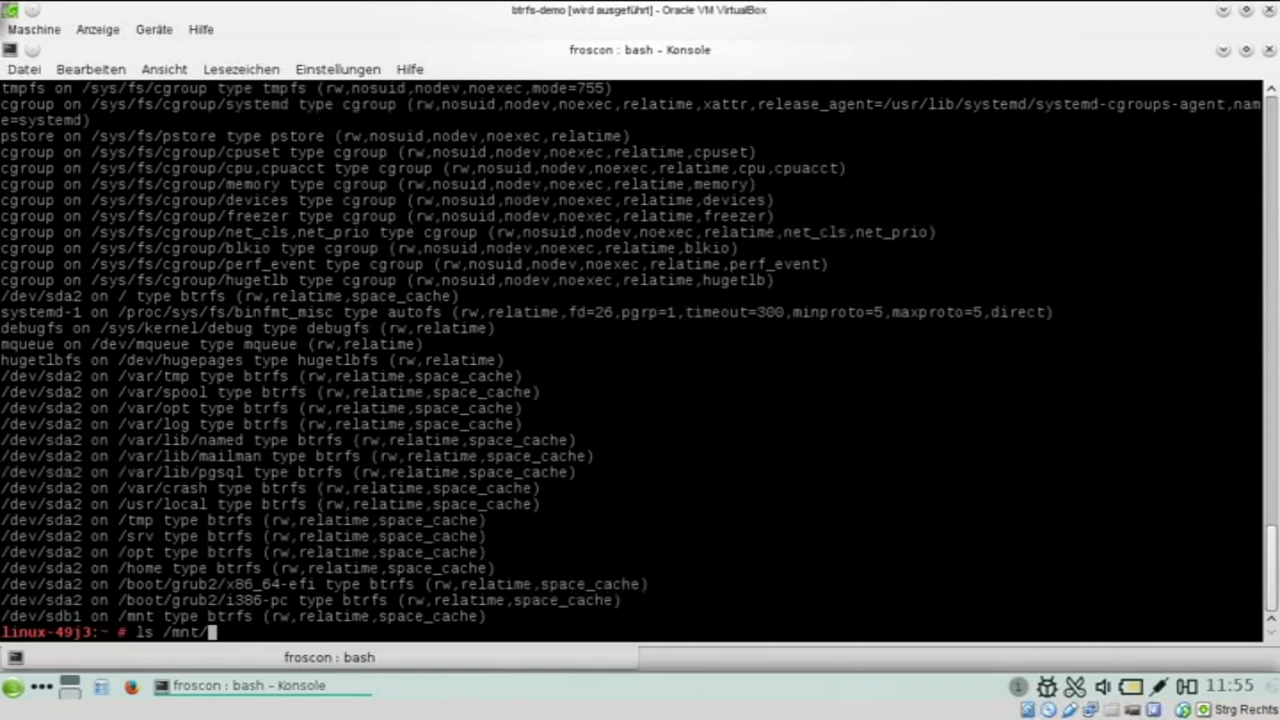 btrfs-demo [wird ausgeführt] - Oracle VM VirtualBox
Maschine Anzeige Geräte Hilfe
froscon : bash – Konsole
Datei Bearbeiten Ansicht Lesezeichen Einstellungen Hilfe
tmpfs on /sys/fs/cgroup type tmpfs (rw,nosuid,nodev,noexec,mode=755)
cgroup on /sys/fs/cgroup/systemd type cgroup (rw,nosuid,nodev,noexec,relatime,xattr,release_agent=/usr/lib/systemd/systemd-cgroups-agent,nam
e=systemd)
pstore on /sys/fs/pstore type pstore (rw,nosuid,nodev,noexec,relatime)
cgroup on /sys/fs/cgroup/cpuset type cgroup (rw,nosuid,nodev,noexec,relatime,cpuset)
cgroup on /sys/fs/cgroup/cpu,cpuacct type cgroup (rw,nosuid,nodev,noexec,relatime,cpu,cpuacct)
cgroup on /sys/fs/cgroup/memory type cgroup (rw,nosuid,nodev,noexec,relatime,memory)
cgroup on /sys/fs/cgroup/devices type cgroup (rw,nosuid,nodev,noexec,relatime,devices)
cgroup on /sys/fs/cgroup/freezer type cgroup (rw,nosuid,nodev,noexec,relatime,freezer)
cgroup on /sys/fs/cgroup/net_cls,net_prio type cgroup (rw,nosuid,nodev,noexec,relatime,net_cls,net_prio)
cgroup on /sys/fs/cgroup/blkio type cgroup (rw,nosuid,nodev,noexec,relatime,blkio)
cgroup on /sys/fs/cgroup/perf_event type cgroup (rw,nosuid,nodev,noexec,relatime,perf_event)
cgroup on /sys/fs/cgroup/hugetlb type cgroup (rw,nosuid,nodev,noexec,relatime,hugetlb)
/dev/sda2 on / type btrfs (rw,relatime,space_cache)
systemd-1 on /proc/sys/fs/binfmt_misc type autofs (rw,relatime,fd=26,pgrp=1,timeout=300,minproto=5,maxproto=5,direct)
debugfs on /sys/kernel/debug type debugfs (rw,relatime)
mqueue on /dev/mqueue type mqueue (rw,relatime)
hugetlbfs on /dev/hugepages type hugetlbfs (rw,relatime)
/dev/sda2 on /var/tmp type btrfs (rw,relatime,space_cache)
/dev/sda2 on /var/spool type btrfs (rw,relatime,space_cache)
/dev/sda2 on /var/opt type btrfs (rw,relatime,space_cache)
/dev/sda2 on /var/log type btrfs (rw,relatime,space_cache)
/dev/sda2 on /var/lib/named type btrfs (rw,relatime,space_cache)
/dev/sda2 on /var/lib/mailman type btrfs (rw,relatime,space_cache)
/dev/sda2 on /var/lib/pgsql type btrfs (rw,relatime,space_cache)
/dev/sda2 on /var/crash type btrfs (rw,relatime,space_cache)
/dev/sda2 on /usr/local type btrfs (rw,relatime,space_cache)
/dev/sda2 on /tmp type btrfs (rw,relatime,space_cache)
/dev/sda2 on /srv type btrfs (rw,relatime,space_cache)
/dev/sda2 on /opt type btrfs (rw,relatime,space_cache)
/dev/sda2 on /home type btrfs (rw,relatime,space_cache)
/dev/sda2 on /boot/grub2/x86_64-efi type btrfs (rw,relatime,space_cache)
/dev/sda2 on /boot/grub2/i386-pc type btrfs (rw,relatime,space_cache)
/dev/sdb1 on /mnt type btrfs (rw,relatime,space_cache)
linux-49j3:~ # ls /mnt/
froscon : bash
froscon : bash – Konsole 1 11:55
Strg Rechts